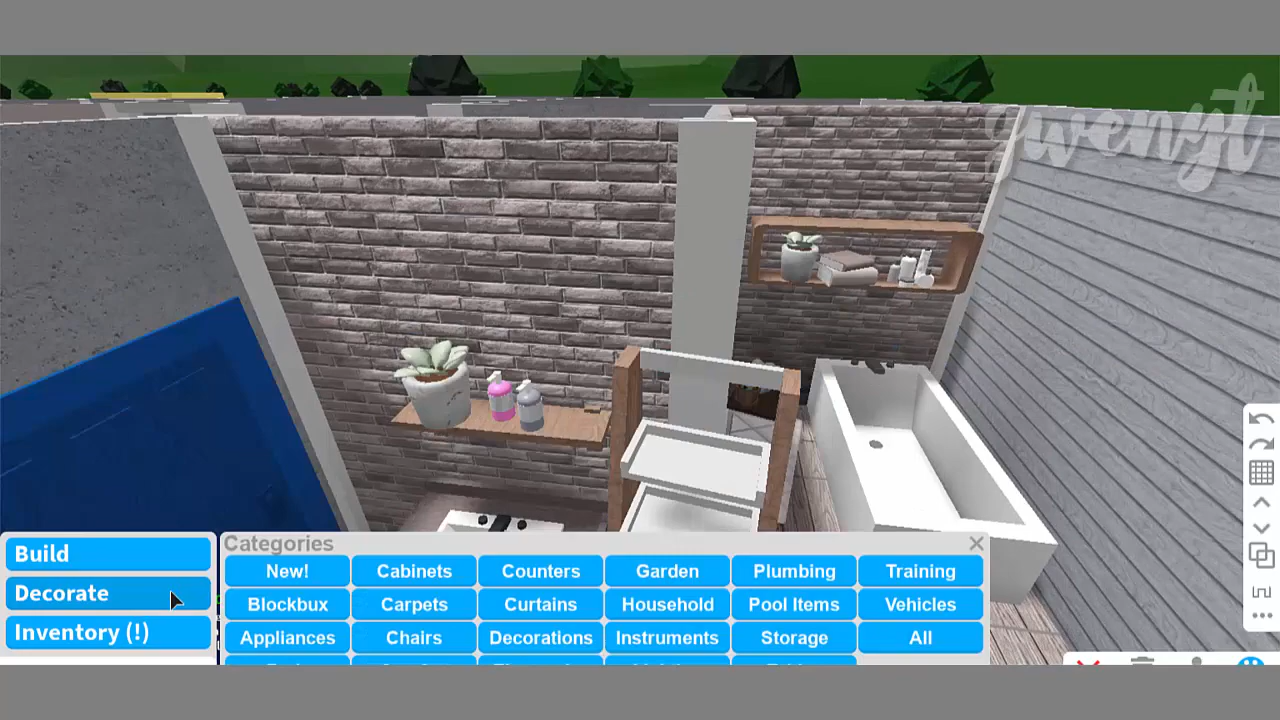 gwenyt
Build
Decorate
Inventory (!)
Categories
New! Cabinets Counters Garden Plumbing Training
Blockbux Carpets Curtains Household Pool Items Vehicles
Appliances Chairs Decorations Instruments Storage All